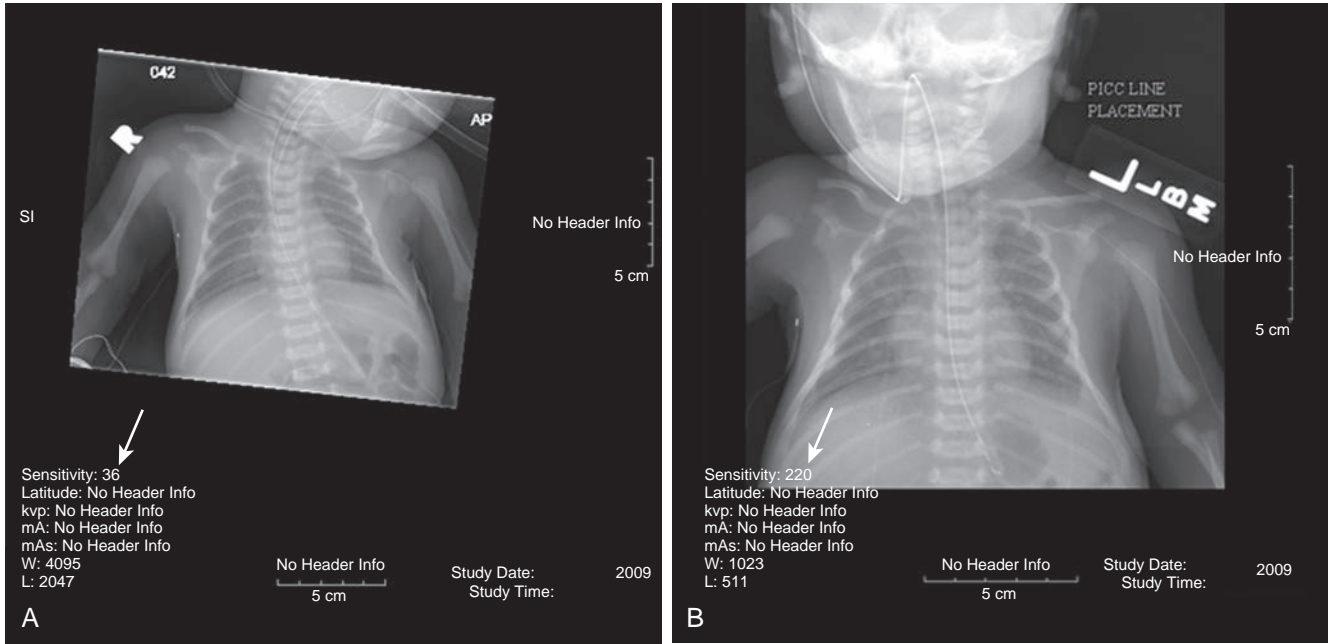 042
R
AP
SI
No Header Info
5 cm
Sensitivity: 36
Latitude: No Header Info
kvp: No Header Info
mA: No Header Info
mAs: No Header Info
W: 4095
L: 2047
No Header Info
5 cm
Study Date: 2009
Study Time:
A
PICC LINE
PLACEMENT
L
LBM
No Header Info
5 cm
Sensitivity: 220
Latitude: No Header Info
kvp: No Header Info
mA: No Header Info
mAs: No Header Info
W: 1023
L: 511
No Header Info
5 cm
Study Date: 2009
Study Time:
B